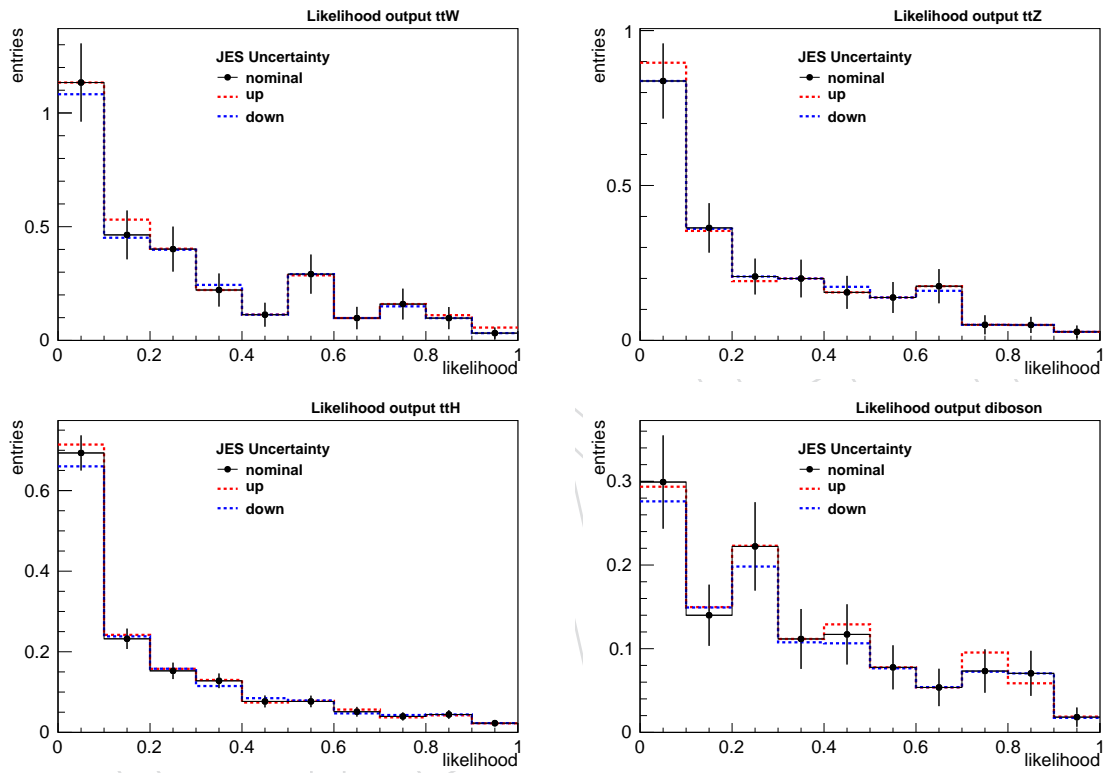 Likelihood output ttW
entries
JES Uncertainty
nominal
up
down
1
0.5
0
0 0.2 0.4 0.6 0.8 1
likelihood
Likelihood output ttZ
entries
JES Uncertainty
nominal
up
down
1
0.5
0
0 0.2 0.4 0.6 0.8 1
likelihood
Likelihood output ttH
entries
JES Uncertainty
nominal
up
down
0.6
0.4
0.2
0
0 0.2 0.4 0.6 0.8 1
likelihood
Likelihood output diboson
entries
JES Uncertainty
nominal
up
down
0.3
0.2
0.1
0
0 0.2 0.4 0.6 0.8 1
likelihood